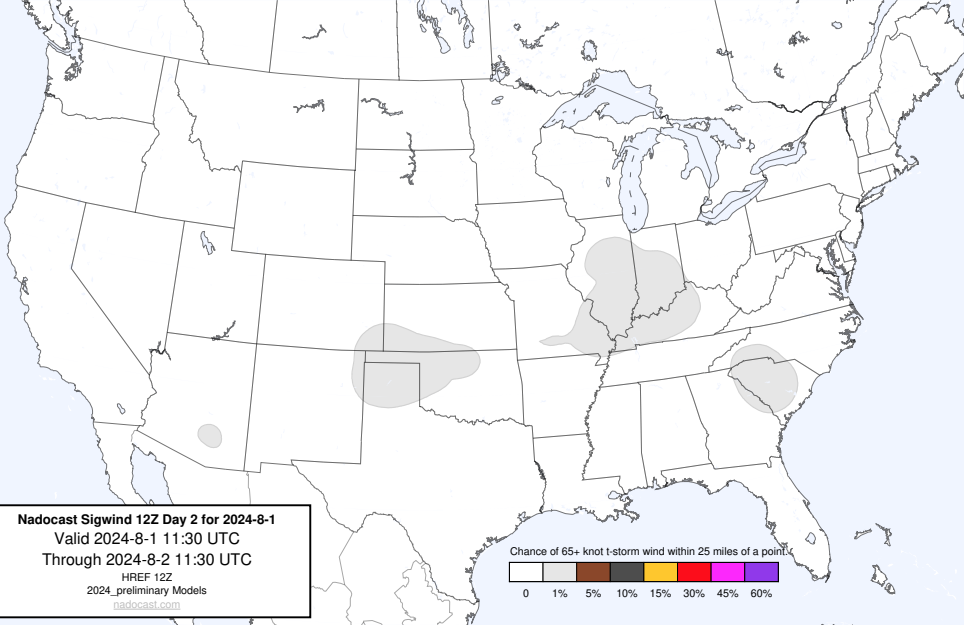 Nadocast Sigwind 12Z Day 2 for 2024-8-1
Valid 2024-8-1 11:30 UTC
Through 2024-8-2 11:30 UTC
HREF 12Z
2024_preliminary Models
nadocast.com
Chance of 65+ knot t-storm wind within 25 miles of a point.
0 1% 5% 10% 15% 30% 45% 60%